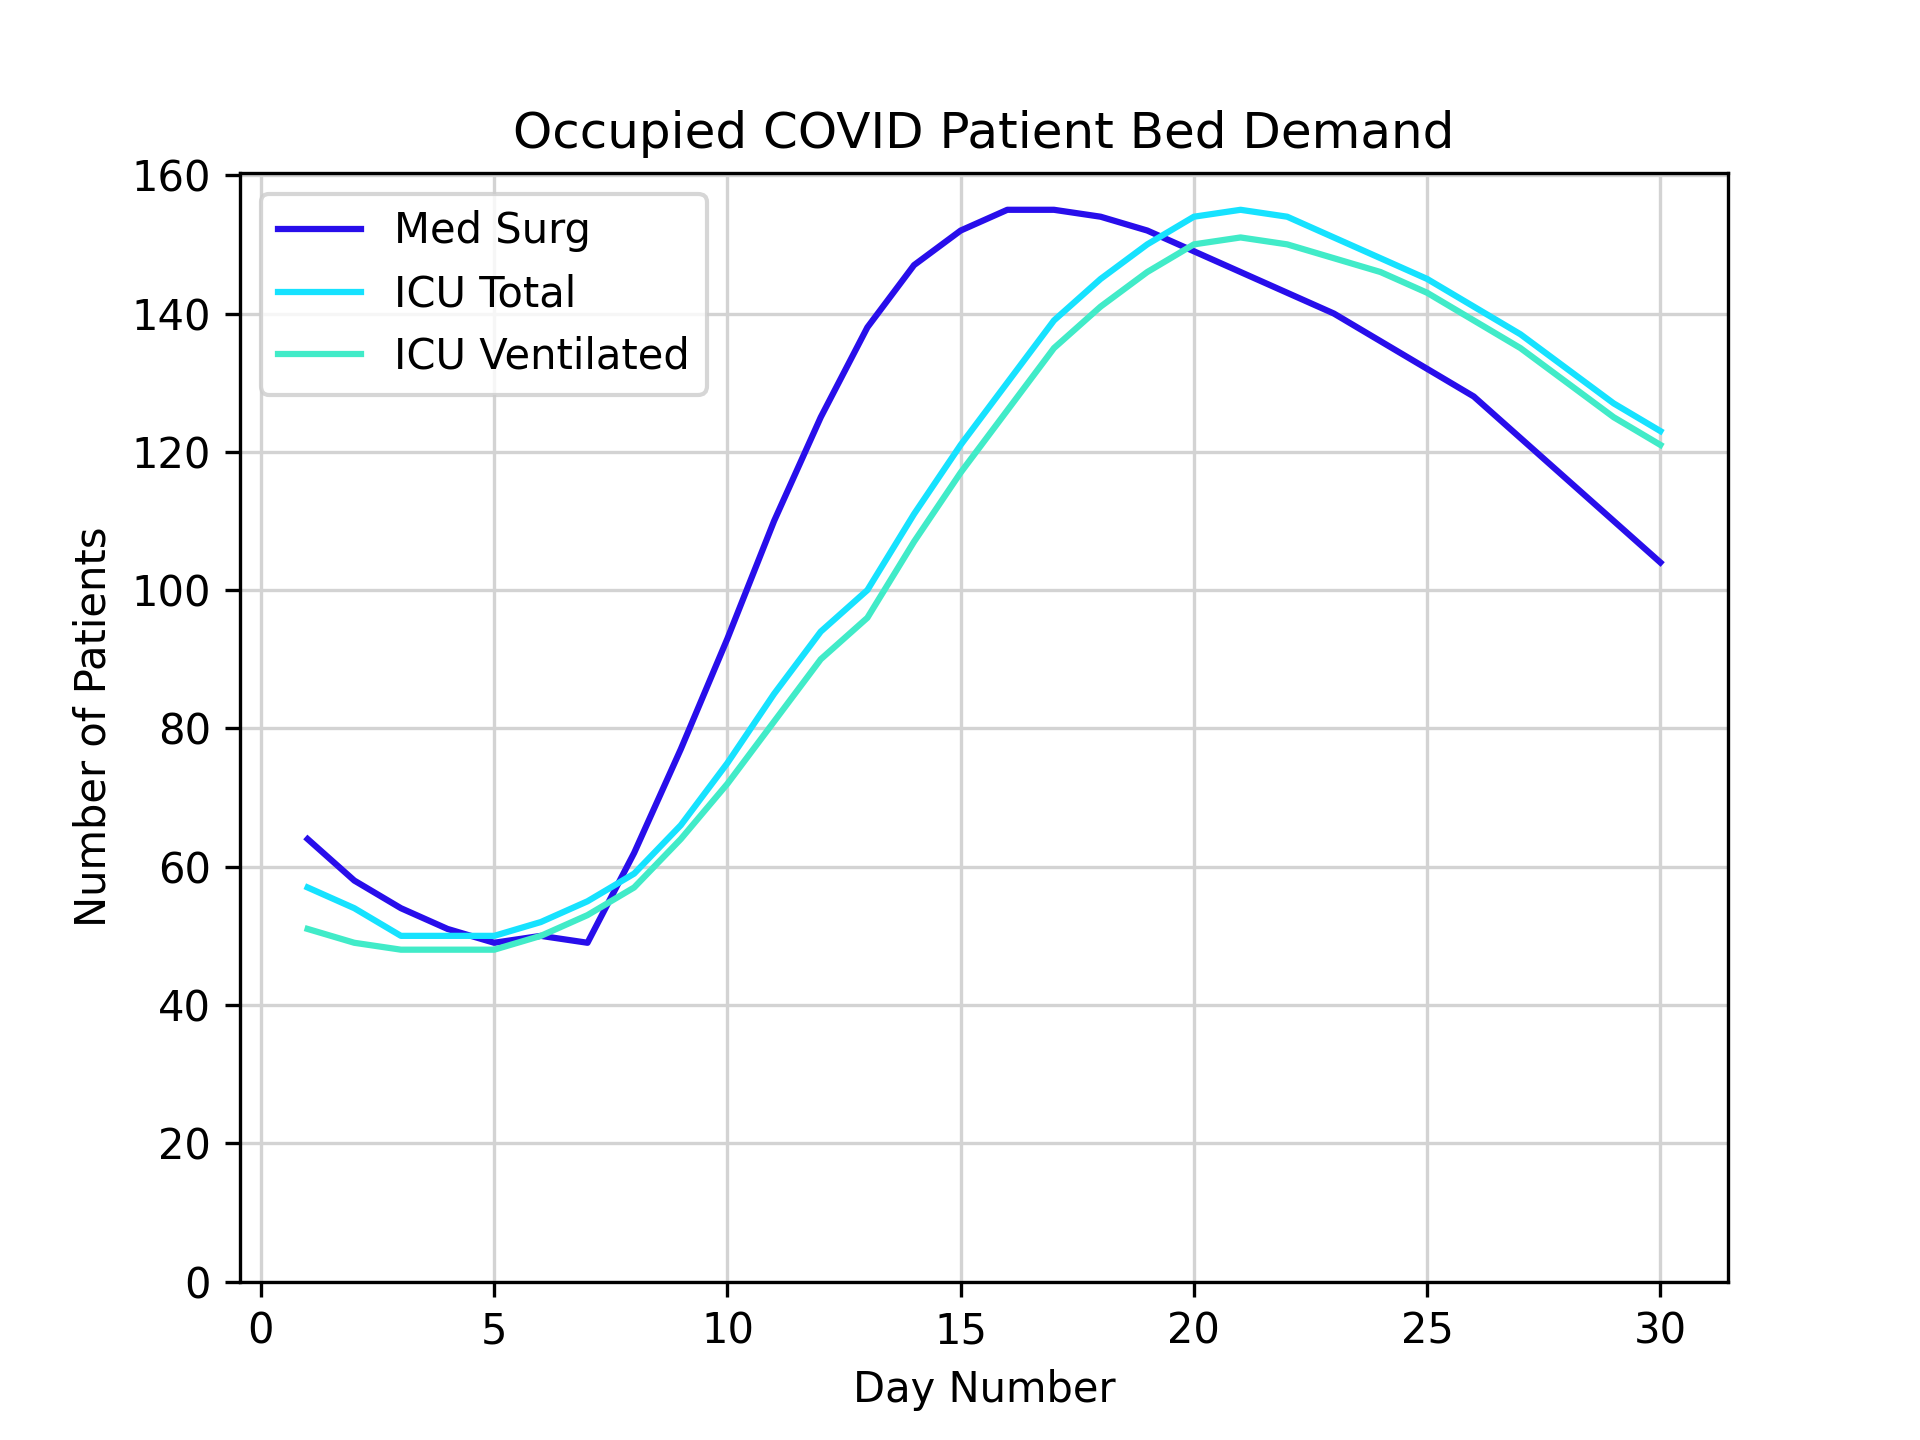 Occupied COVID Patient Bed Demand
160
140
120
100
80
60
40
20
0
Number of Patients
Med Surg
ICU Total
ICU Ventilated
0 5 10 15 20 25 30
Day Number